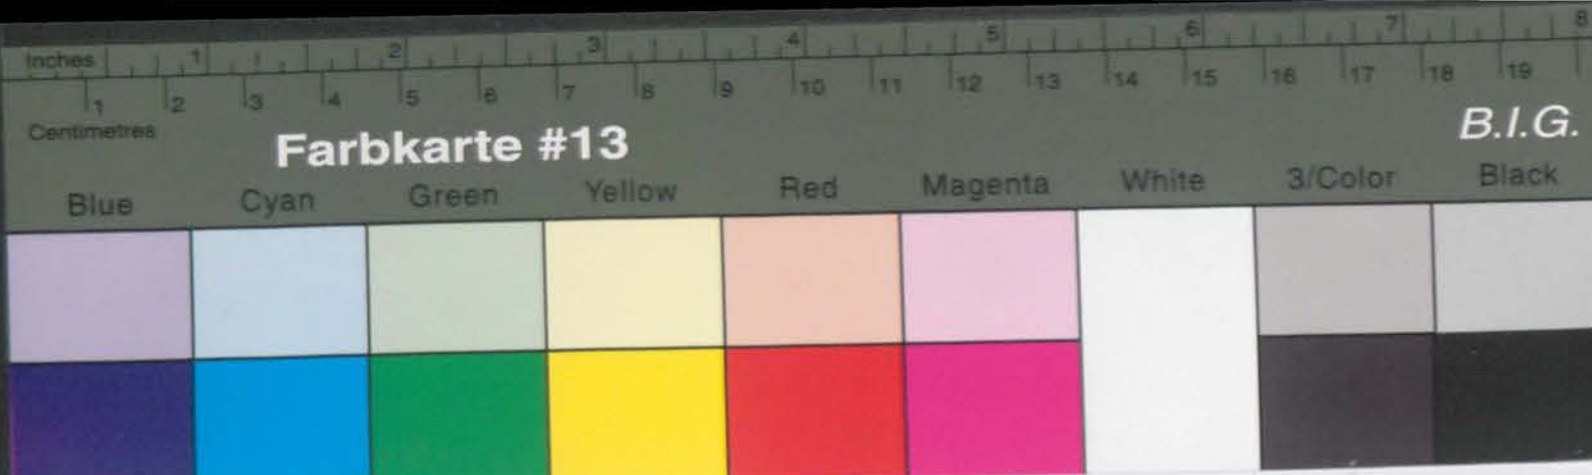 Inches 1 2 3 4 5 6 7 8
1 2 3 4 5 6 7 8 9 10 11 12 13 14 15 16 17 18 19
Centimetres
Farbkarte #13
B.I.G.
Blue Cyan Green Yellow Red Magenta White 3/Color Black